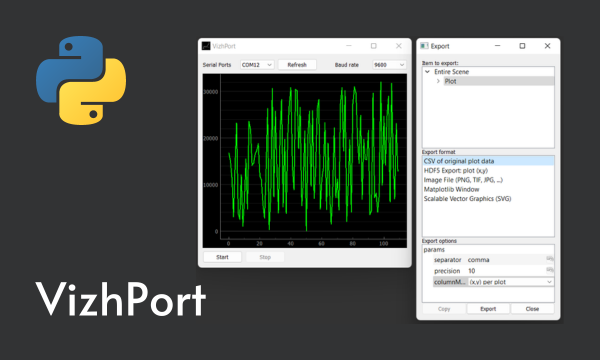 VizhPort
Serial Ports COM12 Refresh Baud rate 9600
30000
20000
10000
0
0 20 40 60 80 100
Start Stop
Export
Item to export:
Entire Scene
Plot
Export format
CSV of original plot data
HDF5 Export: plot (x,y)
Image File (PNG, TIF, JPG, ...)
Matplotlib Window
Scalable Vector Graphics (SVG)
Export options
params
separator comma
precision 10
columnM... (x,y) per plot
Copy Export Close
VizhPort